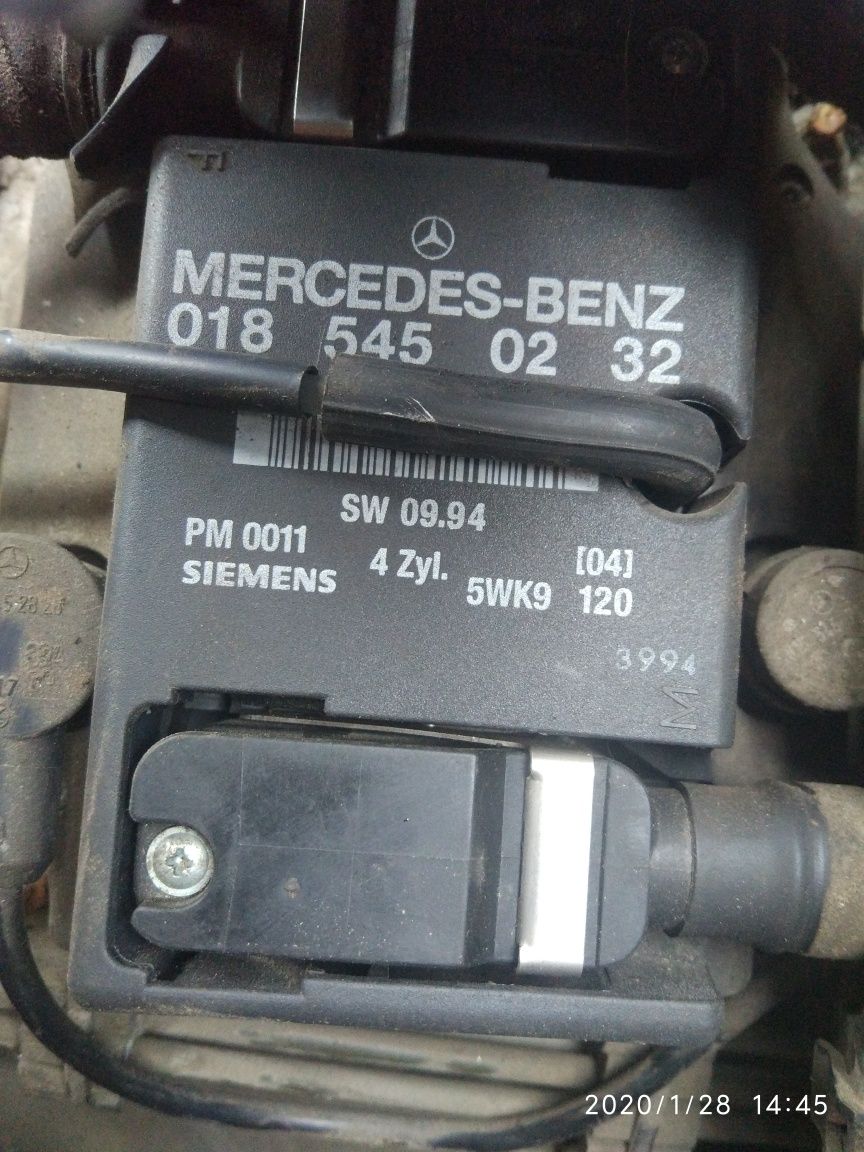 MERCEDES-BENZ
018 545 02 32
SW 09.94
PM 0011 4 Zyl. [04]
SIEMENS 5WK9 120
3994
M
2020/1/28 14:45